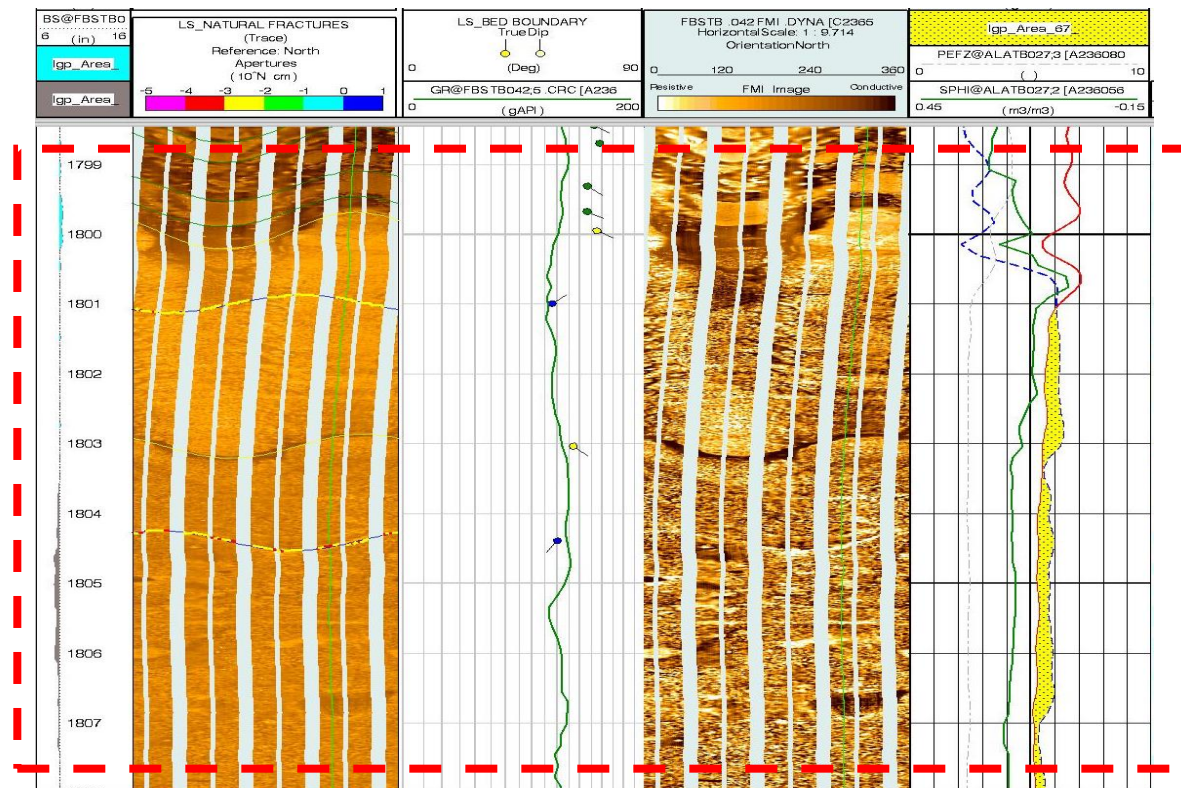 BS@FBSTB0
6 (in) 16
Igp_Area_
Igp_Area_
LS_NATURAL FRACTURES
(Trace)
Reference: North
Apertures
(10^N cm)
-5 -4 -3 -2 -1 0 1
LS_BED BOUNDARY
True Dip
0 (Deg) 90
GR@FBSTB042;5 .CRC [A236
0 (gAPI) 200
FBSTB .042 FMI .DYNA [C2365
Horizontal Scale: 1 : 9.714
Orientation North
0 120 240 360
Resistive FMI Image Conductive
Igp_Area_67_
PEFZ@ALATB027;3 [A236080
0 ( ) 10
SPHI@ALATB027;2 [A236056
0.45 (m3/m3) -0.15
1799
1800
1801
1802
1803
1804
1805
1806
1807